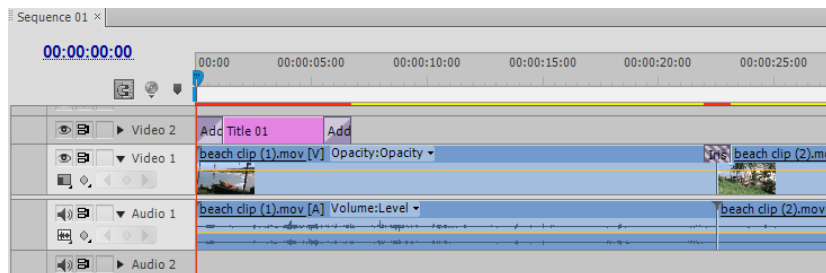 Sequence 01 ×
00:00:00:00
00:00 00:00:05:00 00:00:10:00 00:00:15:00 00:00:20:00 00:00:25:00
Video 2 Add Title 01 Add
Video 1 beach clip (1).mov [V] Opacity:Opacity Ins beach clip (2).m
Audio 1 beach clip (1).mov [A] Volume:Level beach clip (2).mov
Audio 2